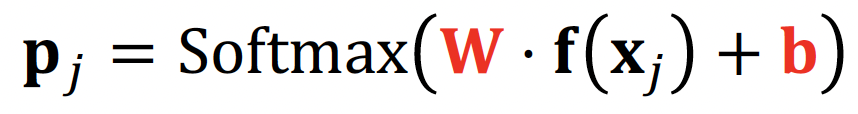 𝐩𝑗 = Softmax(𝐖 · 𝐟(𝐱𝑗) + 𝐛)